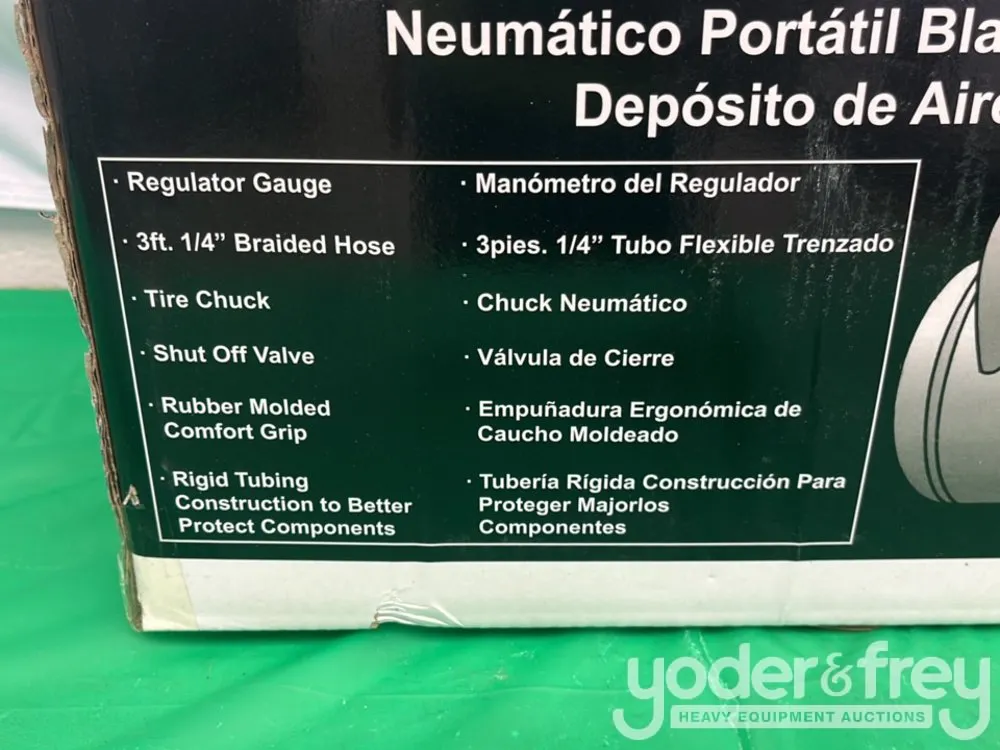 Neumático Portátil
Depósito de
· Regulator Gauge
· 3ft. 1/4” Braided Hose
· Tire Chuck
· Shut Off Valve
· Rubber Molded
Comfort Grip
· Rigid Tubing
Construction to Better
Protect Components
· Manómetro del Regulador
· 3pies. 1/4” Tubo Flexible Trenzado
· Chuck Neumático
· Válvula de Cierre
· Empuñadura Ergonómica de
Caucho Moldeado
· Tubería Rígida Construcción Para
Proteger Majorlos
Componentes
yoder&frey
HEAVY EQUIPMENT AUCTIONS